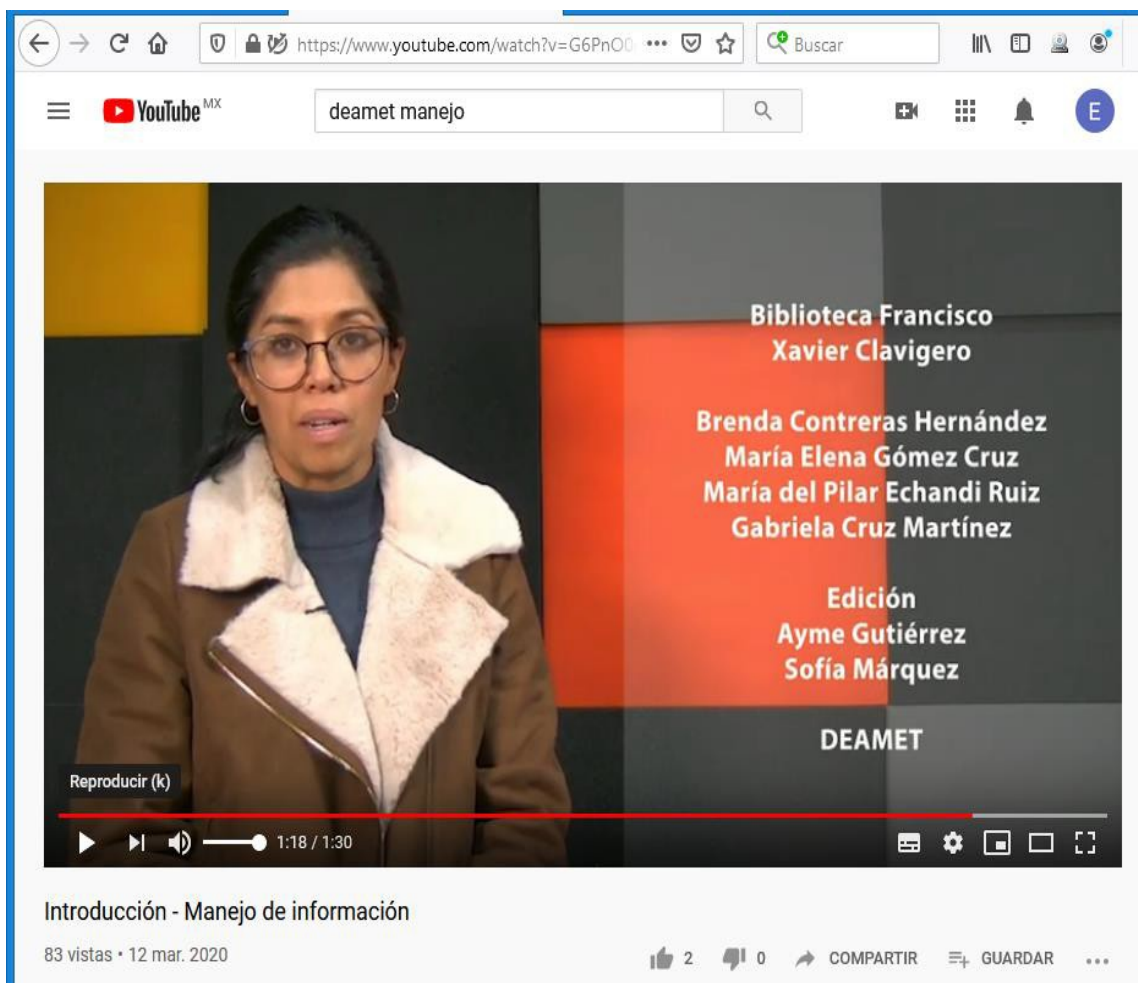 https://www.youtube.com/watch?v=G6PnO0
Buscar
YouTube MX
deamet manejo
E
Biblioteca Francisco
Xavier Clavigero
Brenda Contreras Hernández
María Elena Gómez Cruz
María del Pilar Echandi Ruiz
Gabriela Cruz Martínez
Edición
Ayme Gutiérrez
Sofía Márquez
DEAMET
Reproducir (k)
1:18 / 1:30
Introducción - Manejo de información
83 vistas • 12 mar. 2020
2 0 COMPARTIR GUARDAR